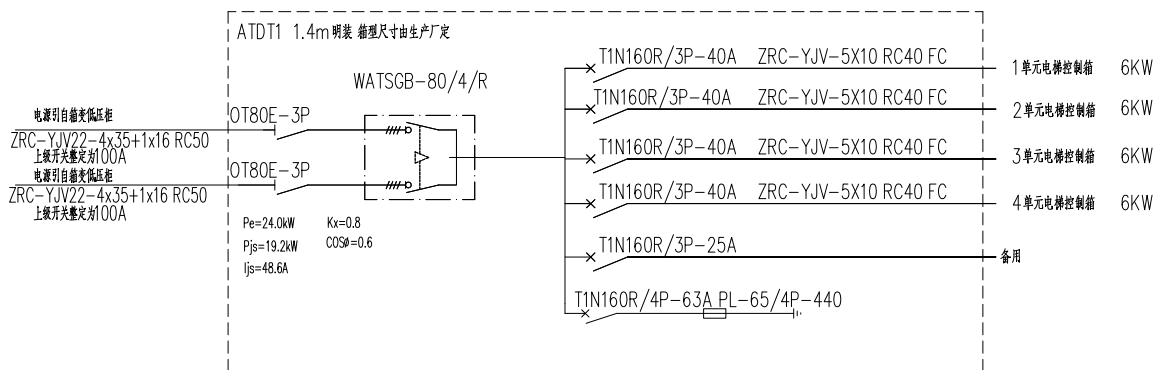 ATDT1 1.4m明装 箱型尺寸由生产厂定
WATSGB-80/4/R
电源引自箱变低压柜
OT80E-3P
ZRC-YJV22-4x35+1x16 RC50
上级开关整定为100A
电源引自箱变低压柜
OT80E-3P
ZRC-YJV22-4x35+1x16 RC50
上级开关整定为100A
Pe=24.0kW Kx=0.8
Pjs=19.2kW COSø=0.6
Ijs=48.6A
T1N160R/3P-40A ZRC-YJV-5X10 RC40 FC 1单元电梯控制箱 6KW
T1N160R/3P-40A ZRC-YJV-5X10 RC40 FC 2单元电梯控制箱 6KW
T1N160R/3P-40A ZRC-YJV-5X10 RC40 FC 3单元电梯控制箱 6KW
T1N160R/3P-40A ZRC-YJV-5X10 RC40 FC 4单元电梯控制箱 6KW
T1N160R/3P-25A 备用
T1N160R/4P-63A PL-65/4P-440